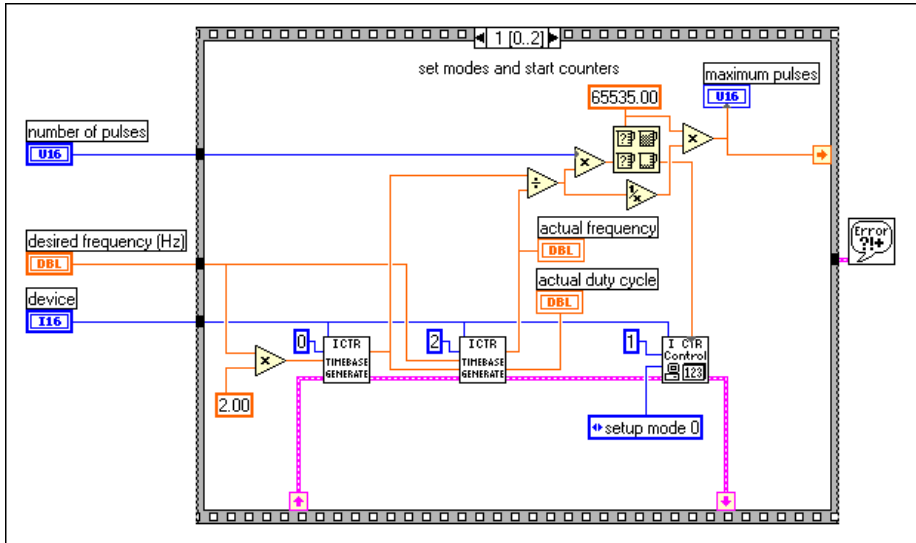 1 [0..2]
set modes and start counters
maximum pulses
U16
65535.00
number of pulses
U16
x
x
÷
1/x
desired frequency (Hz)
DBL
actual frequency
DBL
actual duty cycle
DBL
device
I16
Error
?!+
0
ICTR
TIMEBASE
GENERATE
2
ICTR
TIMEBASE
GENERATE
1
I CTR
Control
123
x
2.00
setup mode 0